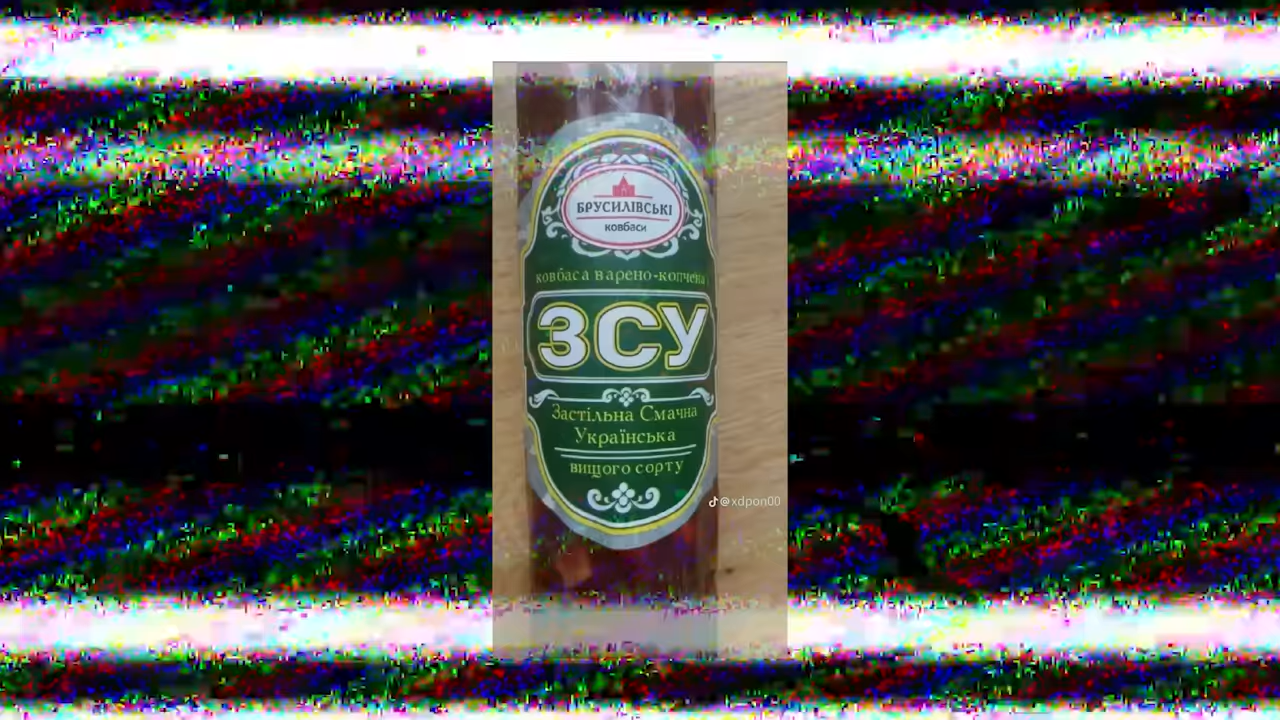 БРУСИЛІВСЬКІ
ковбаси
ковбаса варено-копчена
ЗСУ
Застільна Смачна
Українська
вищого сорту
@xdpon00